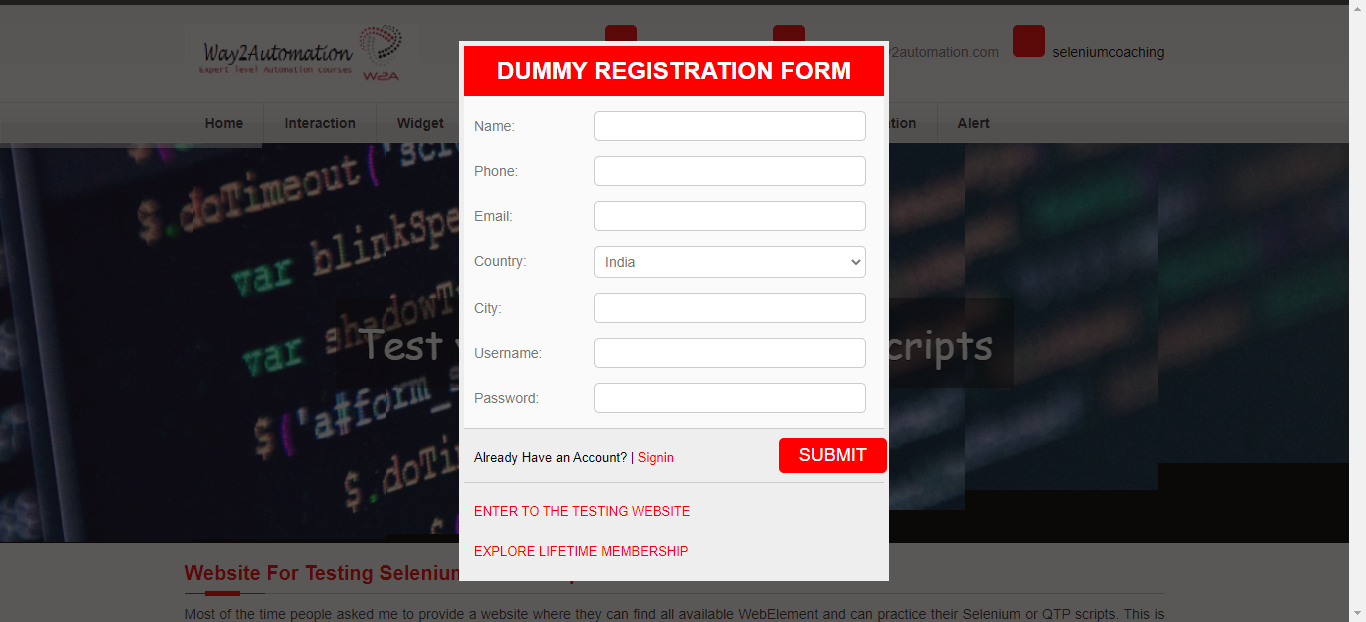 Way2Automation
Expert level Automation courses
W2A
2automation.com
seleniumcoaching
Home
Interaction
Widget
Alert
DUMMY REGISTRATION FORM
Name:
Phone:
Email:
Country:
India
City:
Username:
Password:
Already Have an Account? | Signin
SUBMIT
ENTER TO THE TESTING WEBSITE
EXPLORE LIFETIME MEMBERSHIP
$.doTimeout('scri
var blinkSpe
var shadowT
$('a#form_
$.doTi
Test
cripts
Website For Testing Selenium
Most of the time people asked me to provide a website where they can find all available WebElement and can practice their Selenium or QTP scripts. This is